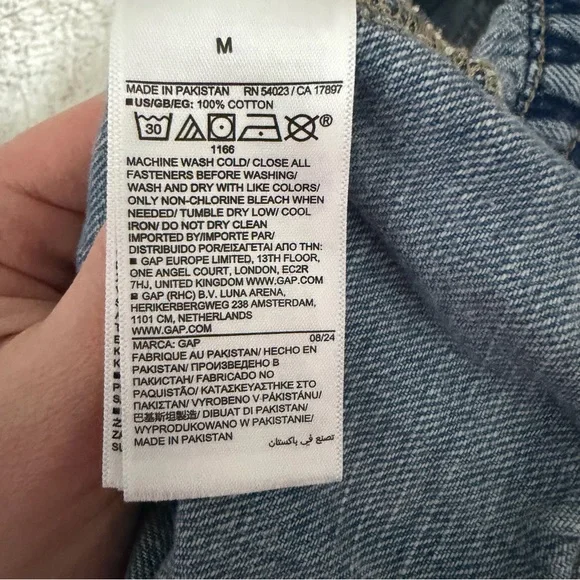 M
MADE IN PAKISTAN RN 54023 / CA 17897
■ US/GB/EG: 100% COTTON
30
1166
MACHINE WASH COLD/ CLOSE ALL
FASTENERS BEFORE WASHING/
WASH AND DRY WITH LIKE COLORS/
ONLY NON-CHLORINE BLEACH WHEN
NEEDED/ TUMBLE DRY LOW/ COOL
IRON/ DO NOT DRY CLEAN
IMPORTED BY/IMPORTE PAR/
DISTRIBUIDO POR/ΕΙΣΑΓΕΤΑΙ ΑΠΟ ΤΗΝ:
■ GAP EUROPE LIMITED, 13TH FLOOR,
ONE ANGEL COURT, LONDON, EC2R
7HJ, UNITED KINGDOM WWW.GAP.COM
■ GAP (RHC) B.V. LUNA ARENA,
HERIKERBERGWEG 238 AMSTERDAM,
1101 CM, NETHERLANDS
WWW.GAP.COM
MARCA: GAP 08/24
FABRIQUE AU PAKISTAN/ HECHO EN
PAKISTAN/ ПРОИЗВЕДЕНО В
ПАКИСТАН/ FABRICADO NO
PAQUISTÃO/ ΚΑΤΑΣΚΕΥΑΣΤΗΚΕ ΣΤΟ
ΠΑΚΙΣΤΑΝ/ VYROBENO V-PÁKISTÁNU/
巴基斯坦製造/ DIBUAT DI PAKISTAN/
WYPRODUKOWANO W PAKISTANIE/
MADE IN PAKISTAN تصنع في باكستان